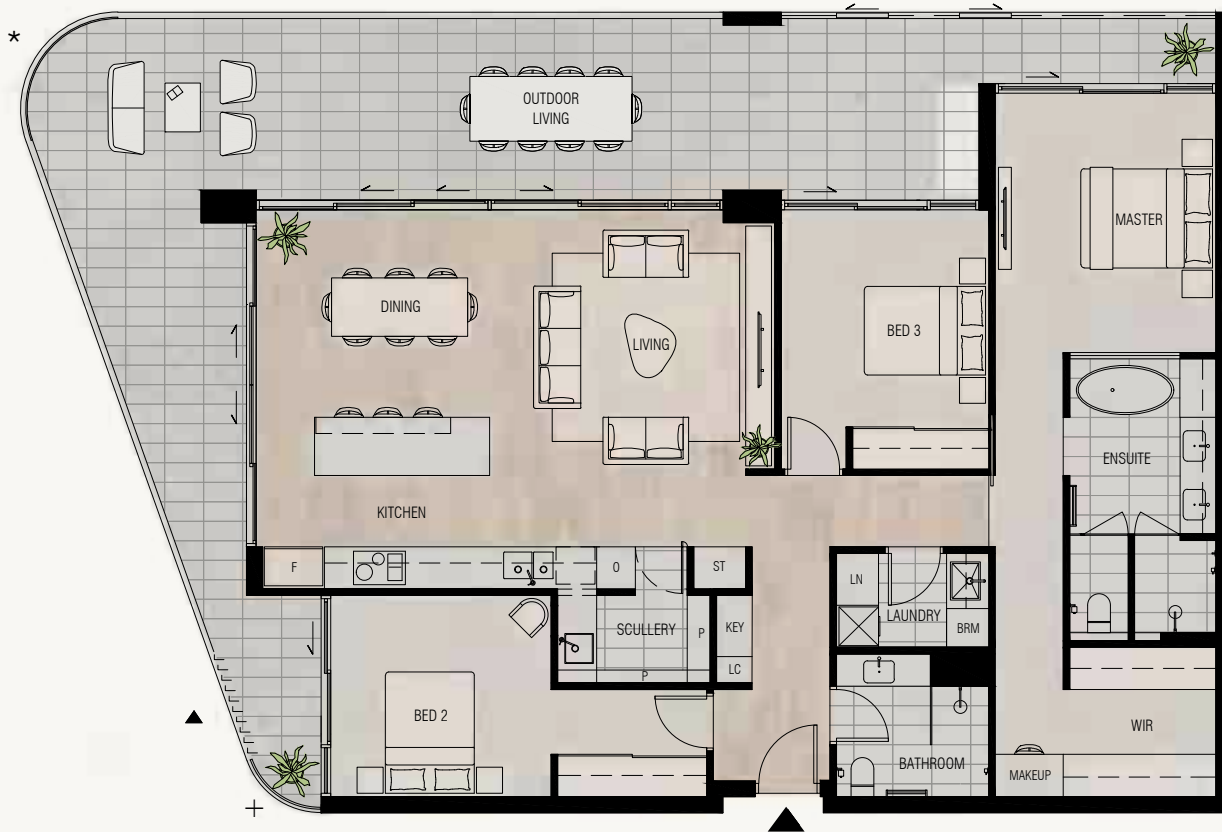 *
OUTDOOR
LIVING
MASTER
DINING
LIVING
BED 3
ENSUITE
KITCHEN
F
O
ST
LN
LAUNDRY
BRM
SCULLERY
P
KEY
LC
P
BED 2
WIR
BATHROOM
MAKEUP
+